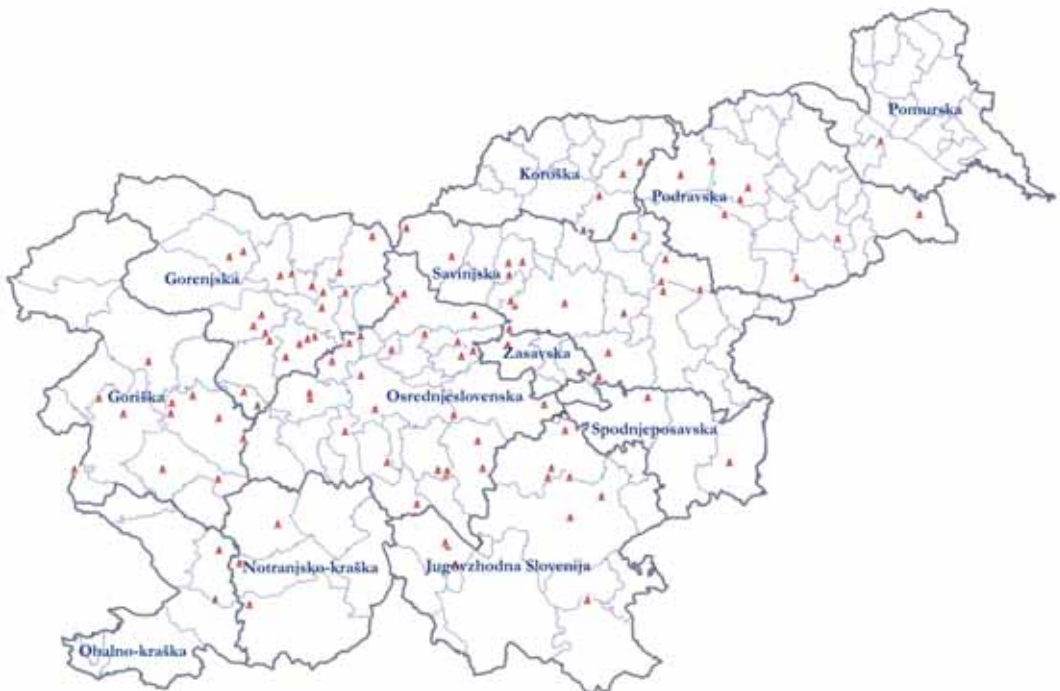 Pomurska
Koroška
Podravska
Gorenjska
Savinjska
Zasavska
Goriška
Osrednjeslovenska
Spodnjeposavska
Notranjsko-kraška
Jugovzhodna Slovenija
Obalno-kraška